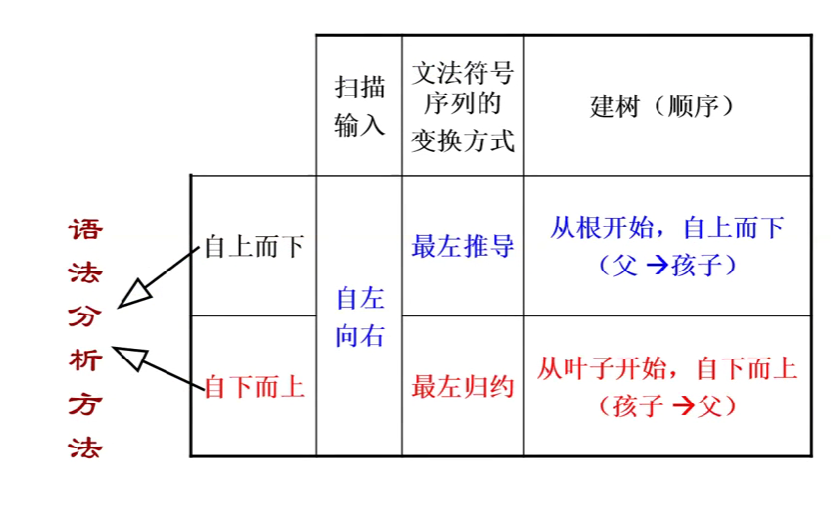 扫描
输入
文法符号
序列的
变换方式
建树（顺序）
语法分析方法
自上而下
自左
向右
最左推导
从根开始，自上而下
（父→孩子）
自下而上
最左归约
从叶子开始，自下而上
（孩子→父）